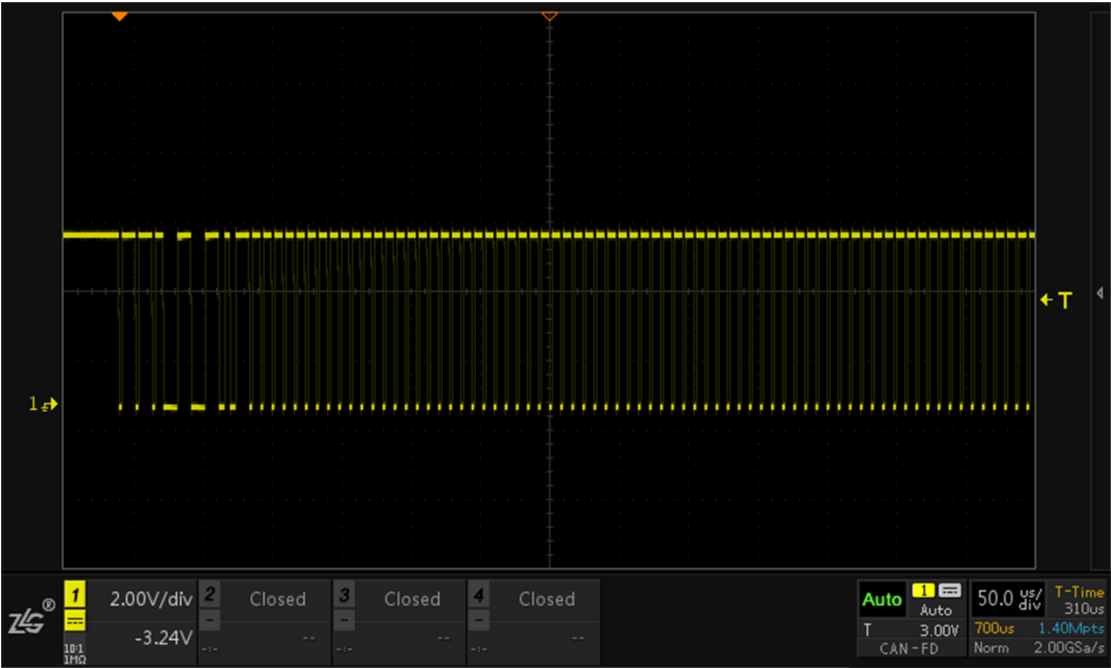 T
1
ZLG®
1 2.00V/div
-3.24V
10:1
1MΩ
2 Closed
--
-:-
3 Closed
--
-:-
4 Closed
--
-:-
Auto 1
Auto
T 3.00V
CAN-FD
50.0 us/div
T-Time
310us
700us 1.40Mpts
Norm 2.00GSa/s